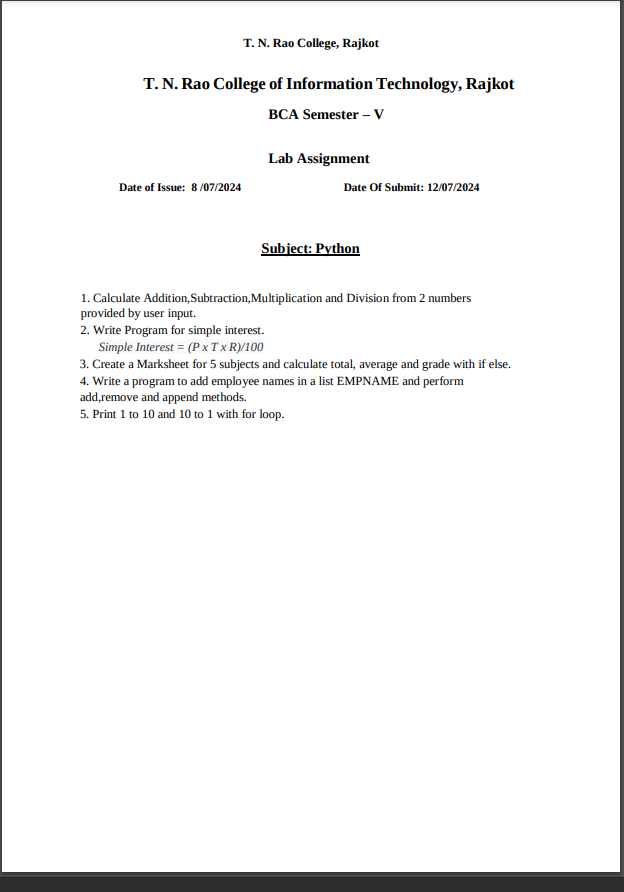 T. N. Rao College, Rajkot
T. N. Rao College of Information Technology, Rajkot
BCA Semester – V
Lab Assignment
Date of Issue: 8 /07/2024 Date Of Submit: 12/07/2024
Subject: Python
1. Calculate Addition,Subtraction,Multiplication and Division from 2 numbers
provided by user input.
2. Write Program for simple interest.
Simple Interest = (P x T x R)/100
3. Create a Marksheet for 5 subjects and calculate total, average and grade with if else.
4. Write a program to add employee names in a list EMPNAME and perform
add,remove and append methods.
5. Print 1 to 10 and 10 to 1 with for loop.